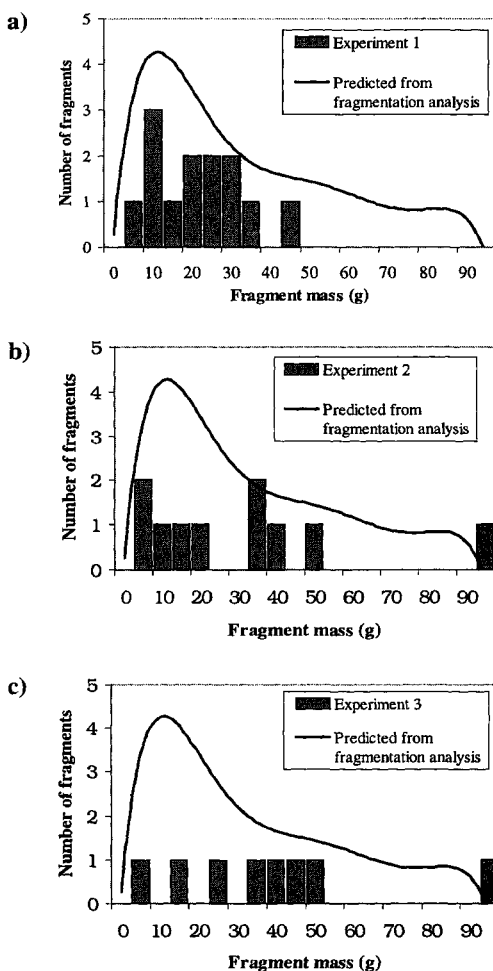 a)
5
4
3
2
1
0
Number of fragments
Experiment 1
Predicted from
fragmentation analysis
0 10 20 30 40 50 60 70 80 90
Fragment mass (g)
b)
5
4
3
2
1
0
Number of fragments
Experiment 2
Predicted from
fragmentation analysis
0 10 20 30 40 50 60 70 80 90
Fragment mass (g)
c)
5
4
3
2
1
0
Number of fragments
Experiment 3
Predicted from
fragmentation analysis
0 10 20 30 40 50 60 70 80 90
Fragment mass (g)